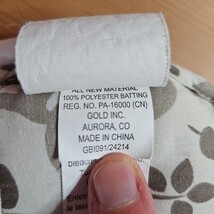 ALL NEW MATERIAL
100% POLYESTER BATTING
REG. NO. PA-16000 (CN)
GOLD INC.
AURORA, CO
MADE IN CHINA
GBI091/24214